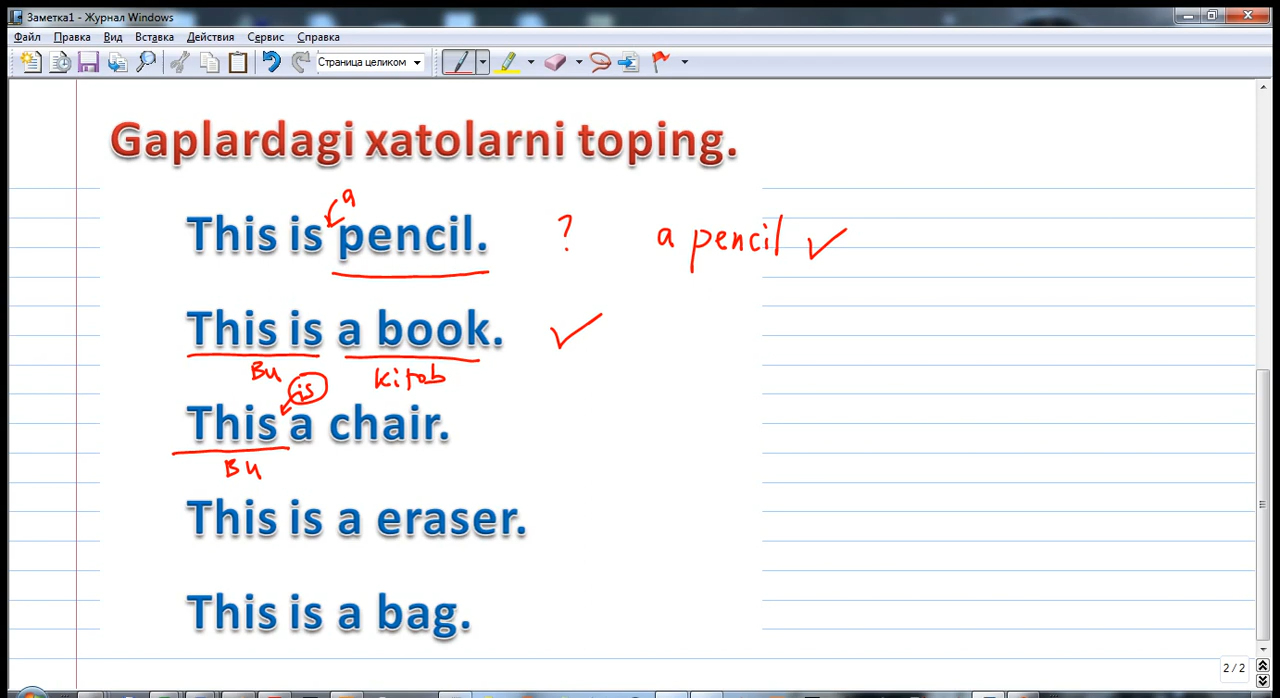 Заметка1 - Журнал Windows
Файл Правка Вид Вставка Действия Сервис Справка
Страница целиком
Gaplardagi xatolarni toping.
a
This is pencil. ? a pencil ✓
This is a book. ✓
Bu kitob
is
This a chair.
Bu
This is a eraser.
This is a bag.
2/2